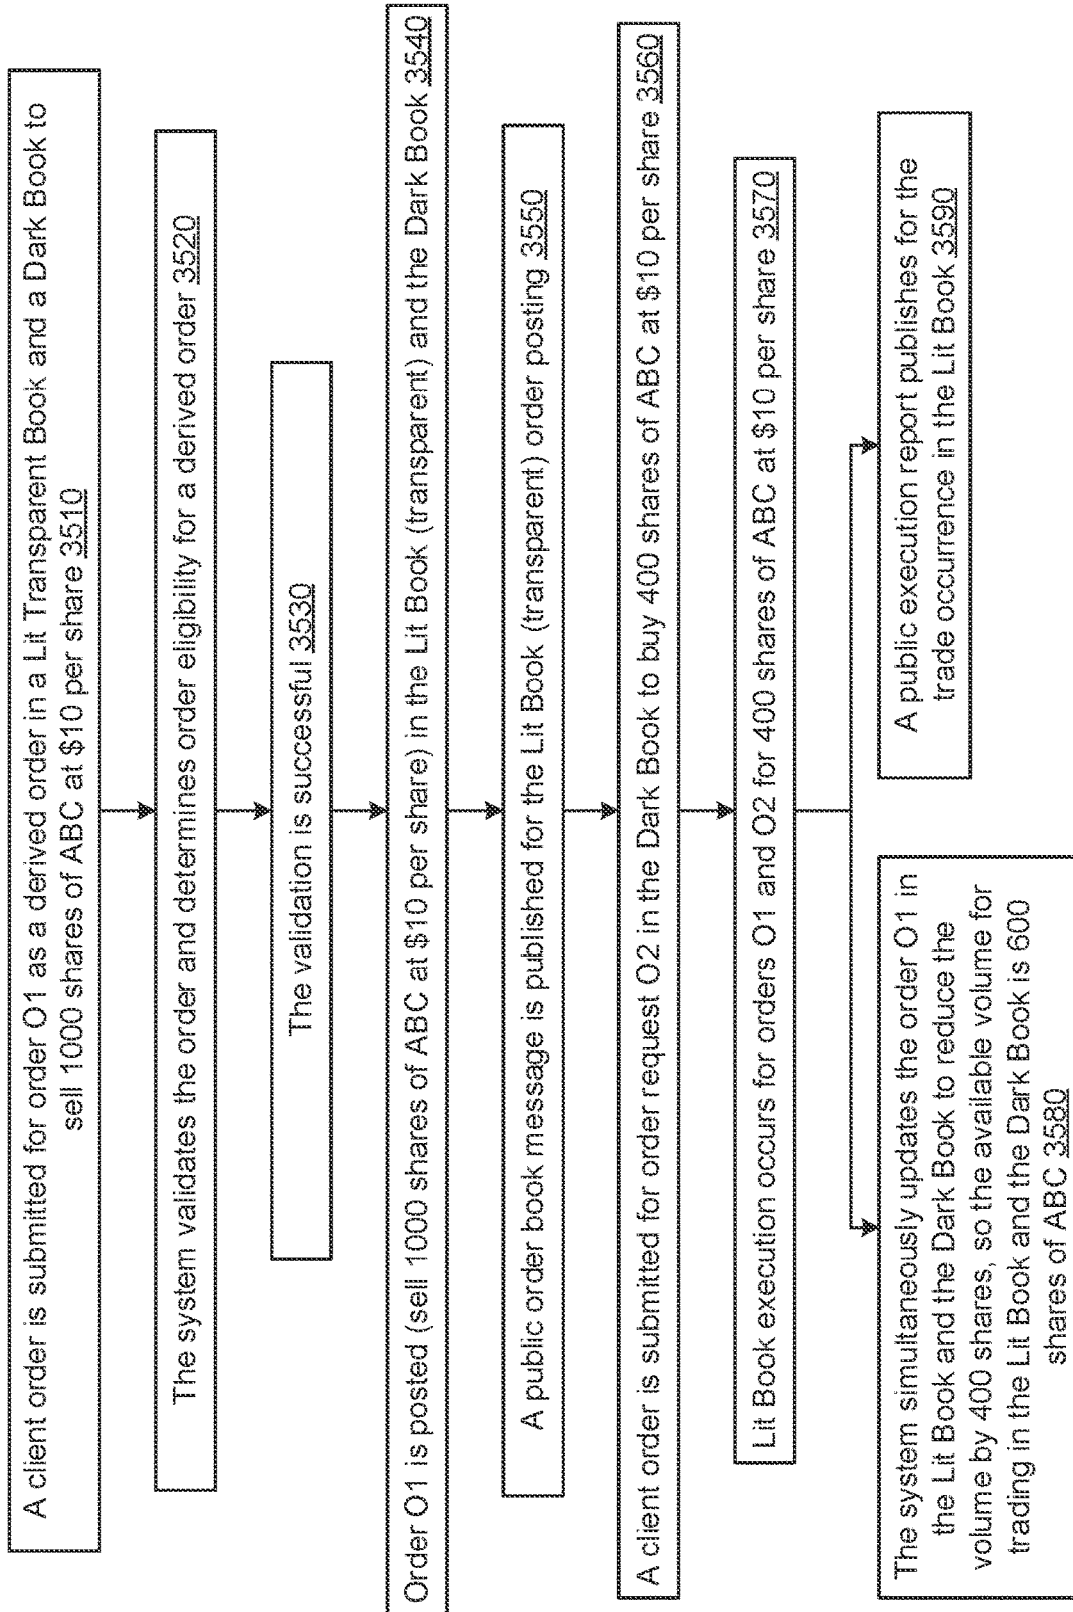 A client order is submitted for order O1 as a derived order in a Lit Transparent Book and a Dark Book to
sell 1000 shares of ABC at $10 per share 3510
The system validates the order and determines order eligibility for a derived order 3520
The validation is successful 3530
Order O1 is posted (sell 1000 shares of ABC at $10 per share) in the Lit Book (transparent) and the Dark Book 3540
A public order book message is published for the Lit Book (transparent) order posting 3550
A client order is submitted for order request O2 in the Dark Book to buy 400 shares of ABC at $10 per share 3560
Lit Book execution occurs for orders O1 and O2 for 400 shares of ABC at $10 per share 3570
The system simultaneously updates the order O1 in
the Lit Book and the Dark Book to reduce the
volume by 400 shares, so the available volume for
trading in the Lit Book and the Dark Book is 600
shares of ABC 3580
A public execution report publishes for the
trade occurrence in the Lit Book 3590